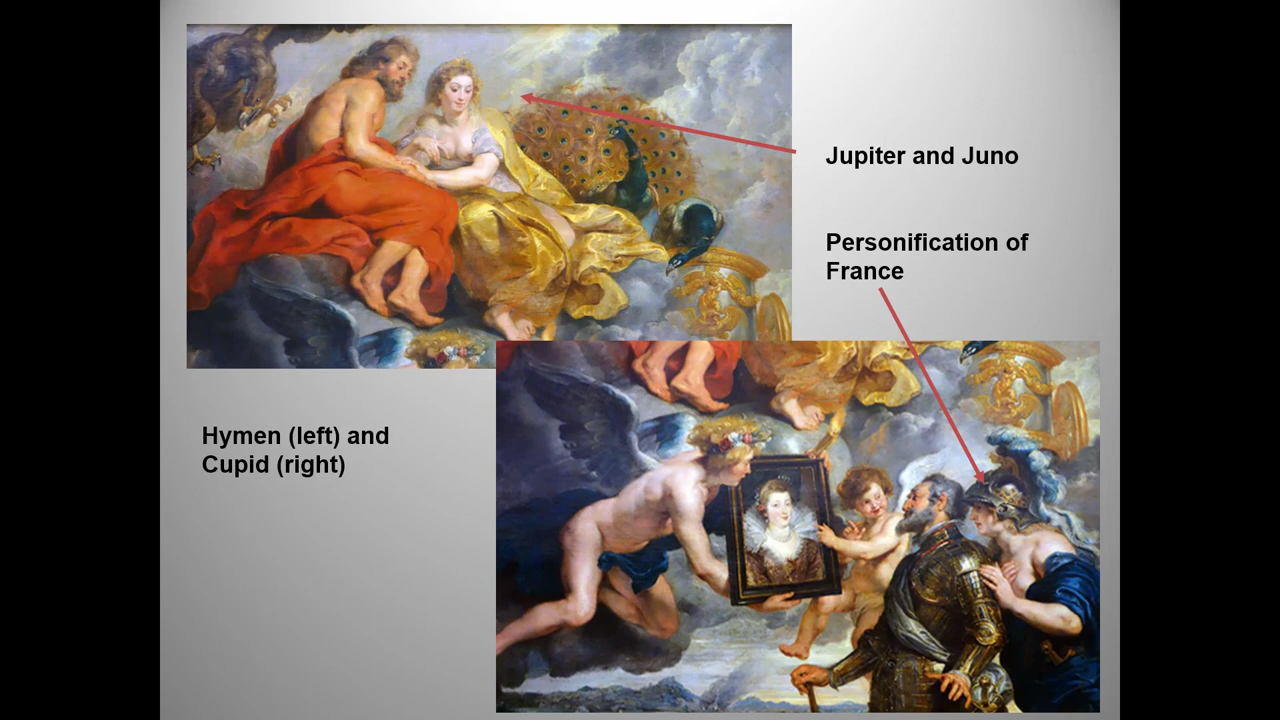 Jupiter and Juno
Personification of
France
Hymen (left) and
Cupid (right)